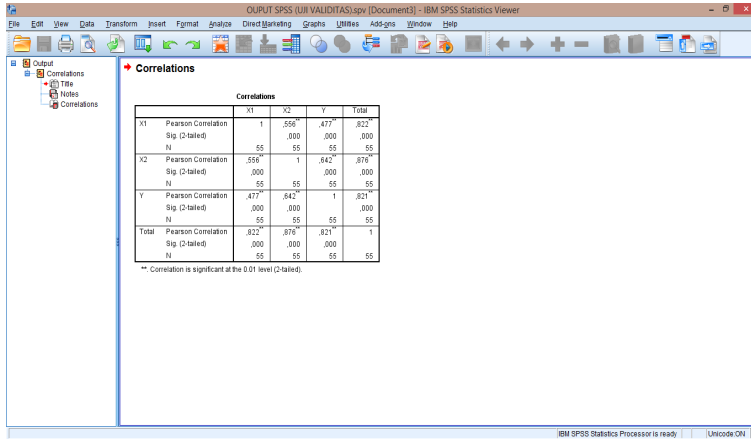 OUPUT SPSS (UJI VALIDITAS).spv [Document3] - IBM SPSS Statistics Viewer
File Edit View Data Transform Insert Format Analyze Direct Marketing Graphs Utilities Add-ons Window Help
Output
Correlations
Title
Notes
Correlations
Correlations
Correlations
X1 X2 Y Total
X1 Pearson Correlation 1 ,556** ,477** ,822**
Sig. (2-tailed) ,000 ,000 ,000
N 55 55 55 55
X2 Pearson Correlation ,556** 1 ,642** ,876**
Sig. (2-tailed) ,000 ,000 ,000
N 55 55 55 55
Y Pearson Correlation ,477** ,642** 1 ,821**
Sig. (2-tailed) ,000 ,000 ,000
N 55 55 55 55
Total Pearson Correlation ,822** ,876** ,821** 1
Sig. (2-tailed) ,000 ,000 ,000
N 55 55 55 55
**. Correlation is significant at the 0.01 level (2-tailed).
IBM SPSS Statistics Processor is ready Unicode:ON